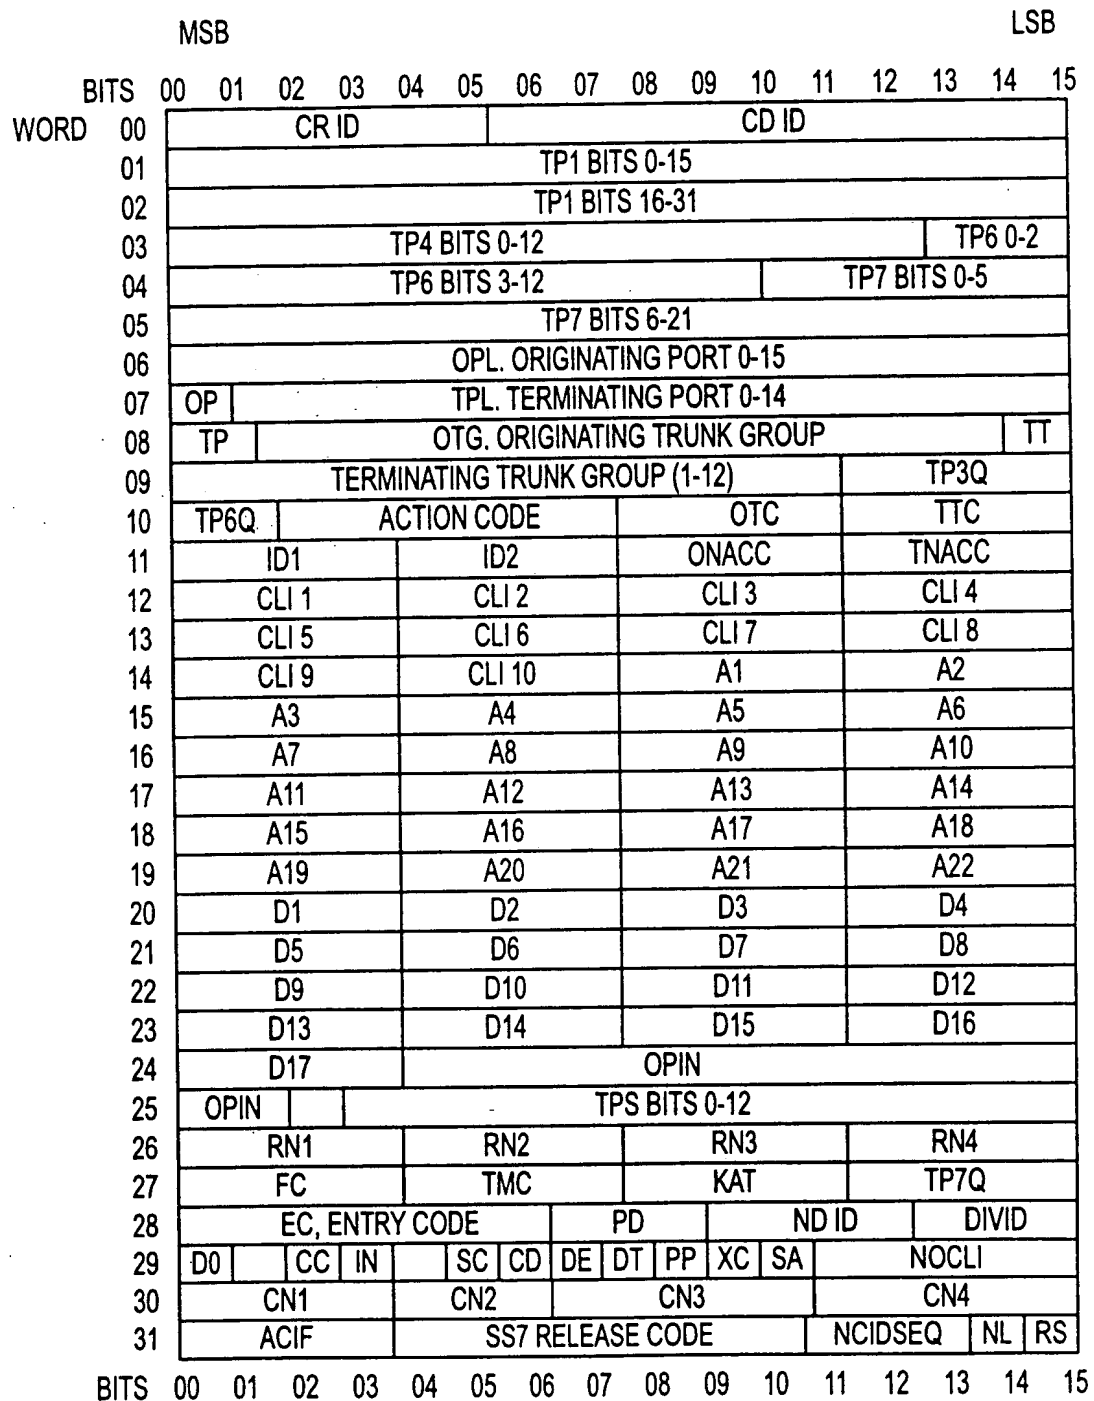 MSB LSB
BITS 00 01 02 03 04 05 06 07 08 09 10 11 12 13 14 15
WORD 00 CR ID CD ID
01 TP1 BITS 0-15
02 TP1 BITS 16-31
03 TP4 BITS 0-12 TP6 0-2
04 TP6 BITS 3-12 TP7 BITS 0-5
05 TP7 BITS 6-21
06 OPL. ORIGINATING PORT 0-15
07 OP TPL. TERMINATING PORT 0-14
08 TP OTG. ORIGINATING TRUNK GROUP TT
09 TERMINATING TRUNK GROUP (1-12) TP3Q
10 TP6Q ACTION CODE OTC TTC
11 ID1 ID2 ONACC TNACC
12 CLI 1 CLI 2 CLI 3 CLI 4
13 CLI 5 CLI 6 CLI 7 CLI 8
14 CLI 9 CLI 10 A1 A2
15 A3 A4 A5 A6
16 A7 A8 A9 A10
17 A11 A12 A13 A14
18 A15 A16 A17 A18
19 A19 A20 A21 A22
20 D1 D2 D3 D4
21 D5 D6 D7 D8
22 D9 D10 D11 D12
23 D13 D14 D15 D16
24 D17 OPIN
25 OPIN TPS BITS 0-12
26 RN1 RN2 RN3 RN4
27 FC TMC KAT TP7Q
28 EC, ENTRY CODE PD ND ID DIVID
29 D0 CC IN SC CD DE DT PP XC SA NOCLI
30 CN1 CN2 CN3 CN4
31 ACIF SS7 RELEASE CODE NCIDSEQ NL RS
BITS 00 01 02 03 04 05 06 07 08 09 10 11 12 13 14 15